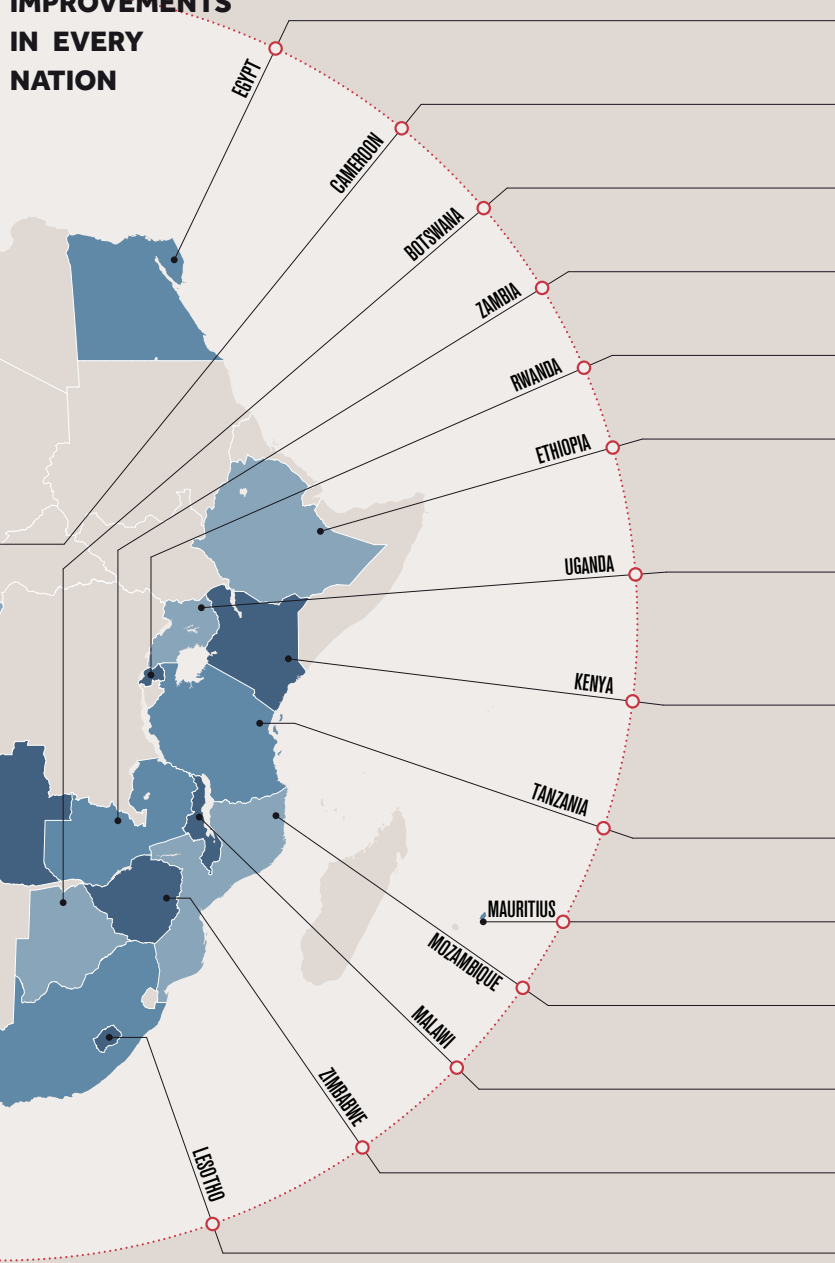 IMPROVEMENTS
IN EVERY
NATION
EGYPT
CAMEROON
BOTSWANA
ZAMBIA
RWANDA
ETHIOPIA
UGANDA
KENYA
TANZANIA
MAURITIUS
MOZAMBIQUE
MALAWI
ZIMBABWE
LESOTHO